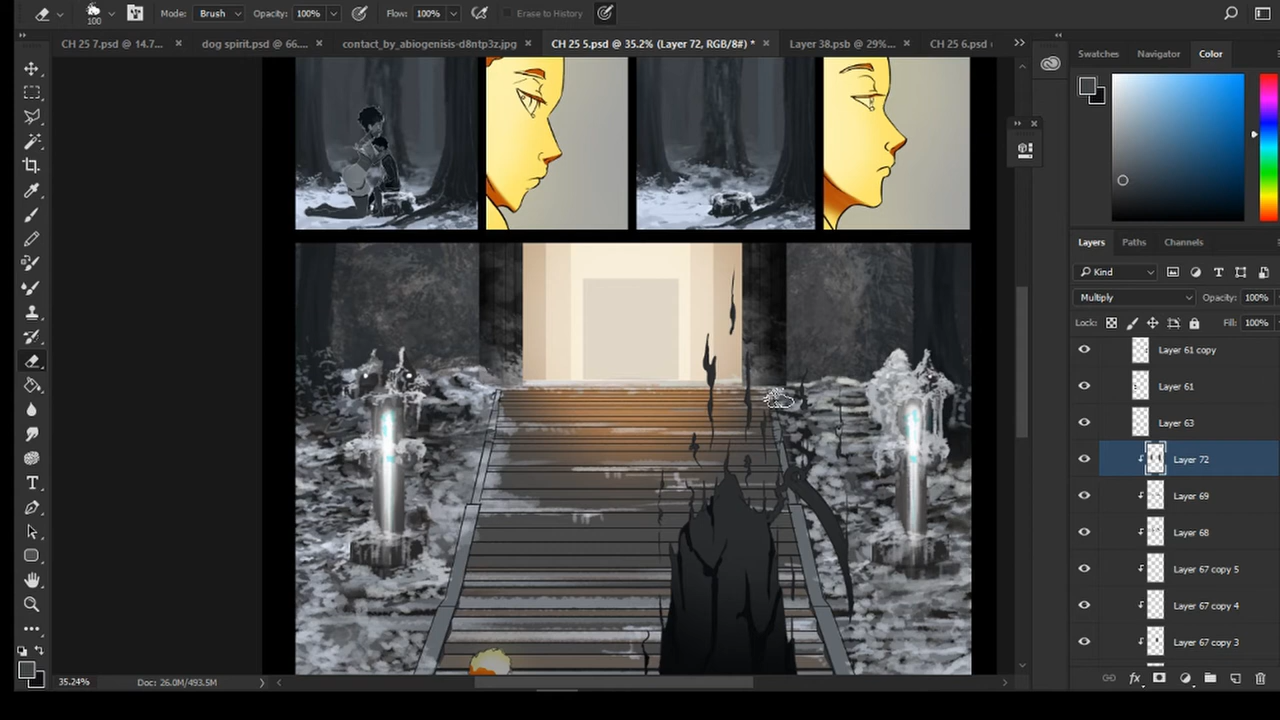 Mode: Brush Opacity: 100% Flow: 100% Erase to History
100
CH 25 7.psd @ 14.7... × dog spirit.psd @ 66.... × contact_by_abiogenisis-d8ntp3z.jpg × CH 25 5.psd @ 35.2% (Layer 72, RGB/8#) * × Layer 38.psb @ 29%... × CH 25 6.psd
Swatches Navigator Color
Layers Paths Channels
Kind
Multiply Opacity: 100%
Lock: Fill: 100%
Layer 61 copy
Layer 61
Layer 63
Layer 72
Layer 69
Layer 68
Layer 67 copy 5
Layer 67 copy 4
Layer 67 copy 3
35.24% Doc: 26.0M/493.5M